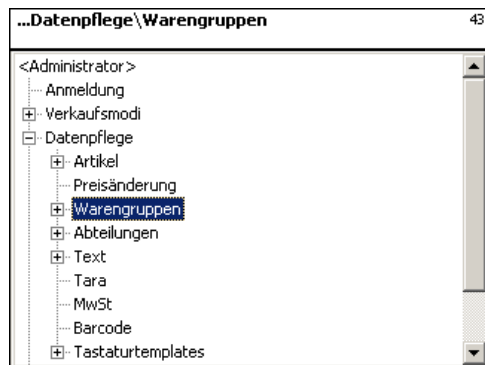 ...Datenpflege\Warengruppen 43
<Administrator>
Anmeldung
Verkaufsmodi
Datenpflege
Artikel
Preisänderung
Warengruppen
Abteilungen
Text
Tara
MwSt
Barcode
Tastaturtemplates